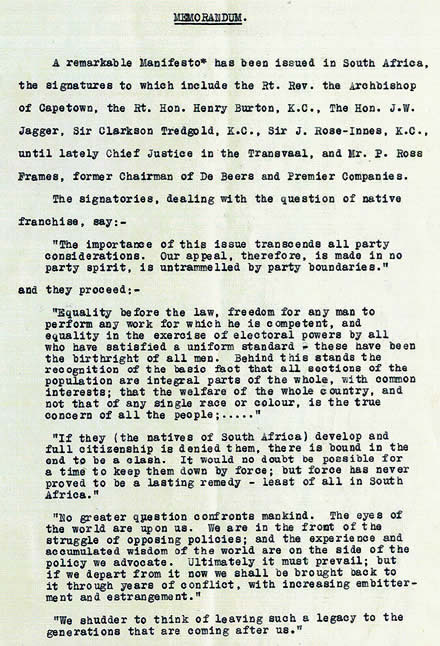 MEMORANDUM.
A remarkable Manifesto* has been issued in South Africa,
the signatures to which include the Rt. Rev. the Archbishop
of Capetown, the Rt. Hon. Henry Burton, K.C., The Hon. J.W.
Jagger, Sir Clarkson Tredgold, K.C., Sir J. Rose-Innes, K.C.,
until lately Chief Justice in the Transvaal, and Mr. P. Ross
Frames, former Chairman of De Beers and Premier Companies.
The signatories, dealing with the question of native
franchise, say:-
"The importance of this issue transcends all party
considerations. Our appeal, therefore, is made in no
party spirit, is untrammelled by party boundaries."
and they proceed:-
"Equality before the law, freedom for any man to
perform any work for which he is competent, and
equality in the exercise of electoral powers by all
who have satisfied a uniform standard - these have been
the birthright of all men. Behind this stands the
recognition of the basic fact that all sections of the
population are integral parts of the whole, with common
interests; that the welfare of the whole country, and
not that of any single race or colour, is the true
concern of all the people;....."
"If they (the natives of South Africa) develop and
full citizenship is denied them, there is bound in the
end to be a clash. It would no doubt be possible for
a time to keep them down by force; but force has never
proved to be a lasting remedy - least of all in South
Africa."
"No greater question confronts mankind. The eyes of
the world are upon us. We are in the front of the
struggle of opposing policies; and the experience and
accumulated wisdom of the world are on the side of the
policy we advocate. Ultimately it must prevail; but
if we depart from it now we shall be brought back to
it through years of conflict, with increasing embitter-
ment and estrangement."
"We shudder to think of leaving such a legacy to the
generations that are coming after us."